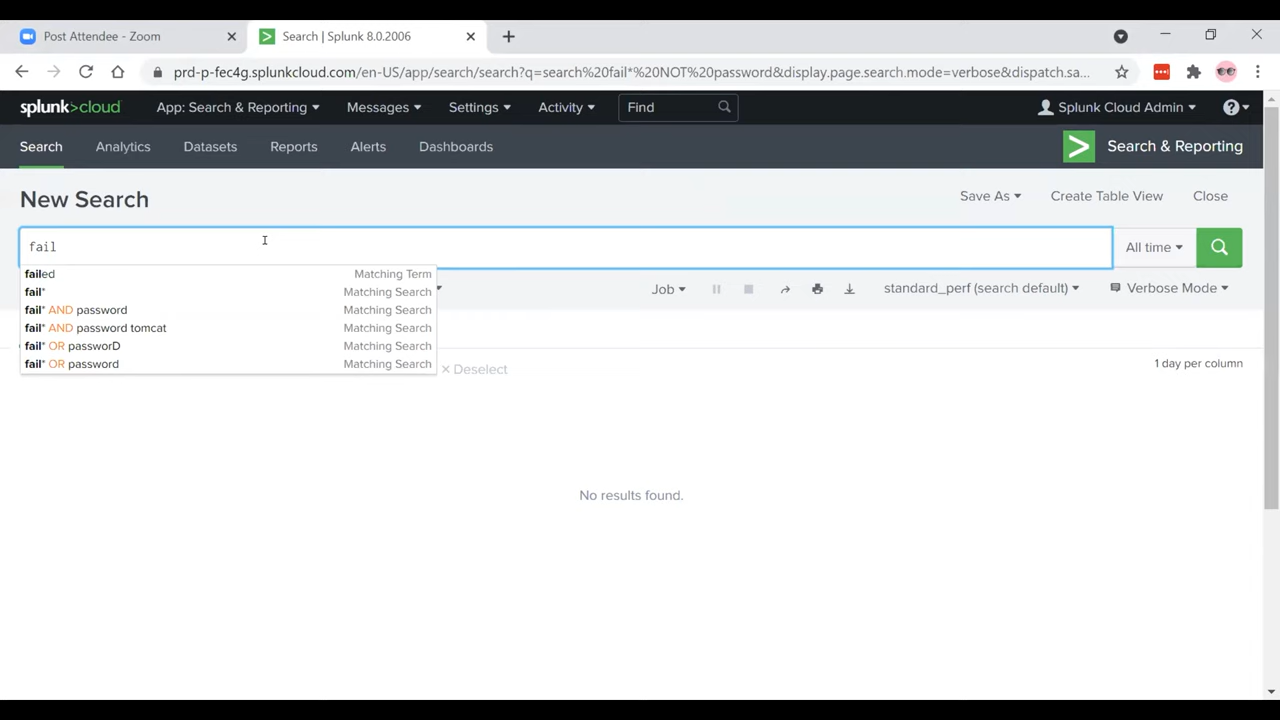 Post Attendee - Zoom
Search | Splunk 8.0.2006
prd-p-fec4g.splunkcloud.com/en-US/app/search/search?q=search%20fail*%20NOT%20password&display.page.search.mode=verbose&dispatch.sa...
splunk>cloud App: Search & Reporting Messages Settings Activity Find Splunk Cloud Admin ?
Search Analytics Datasets Reports Alerts Dashboards > Search & Reporting
New Search Save As Create Table View Close
fail All time
failed Matching Term
fail* Matching Search
fail* AND password Matching Search
fail* AND password tomcat Matching Search
fail* OR passworD Matching Search
fail* OR password Matching Search
Job standard_perf (search default) Verbose Mode
× Deselect 1 day per column
No results found.